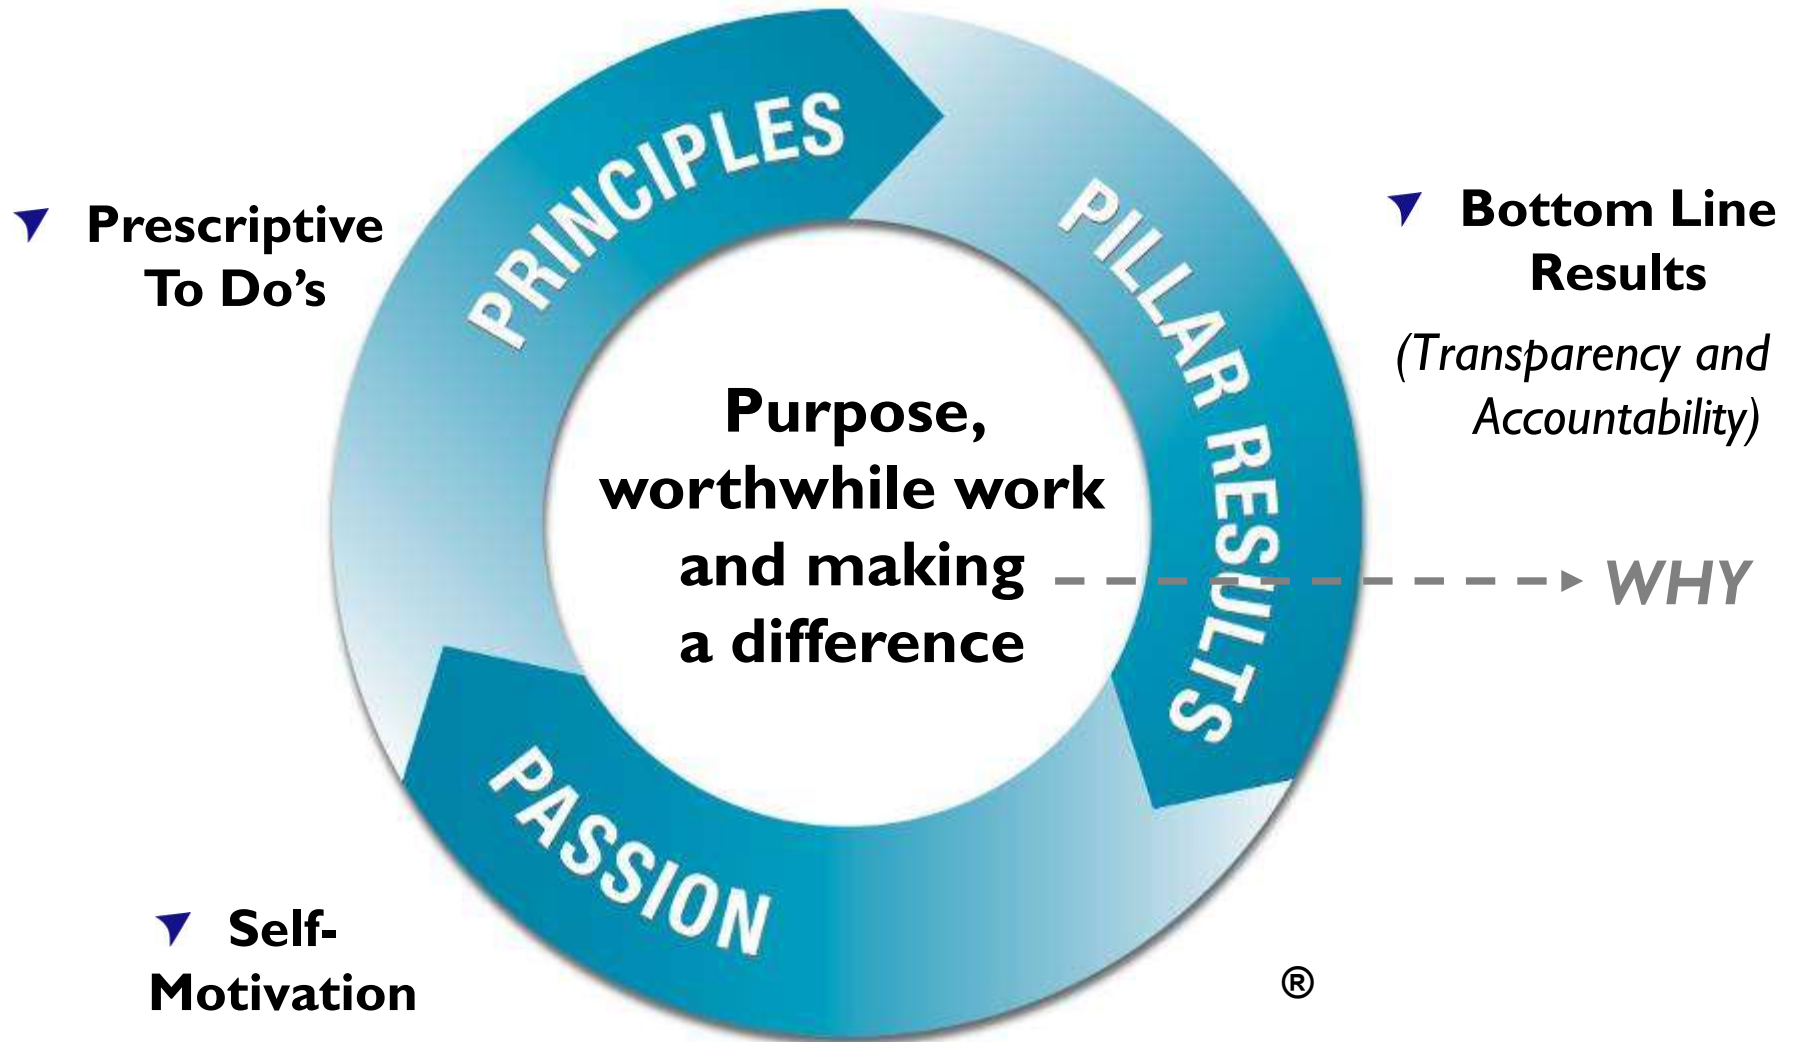 PRINCIPLES
PILLAR RESULTS
PASSION
Prescriptive
To Do’s
Bottom Line
Results
(Transparency and
Accountability)
Purpose,
worthwhile work
and making
a difference
WHY
Self-
Motivation
®